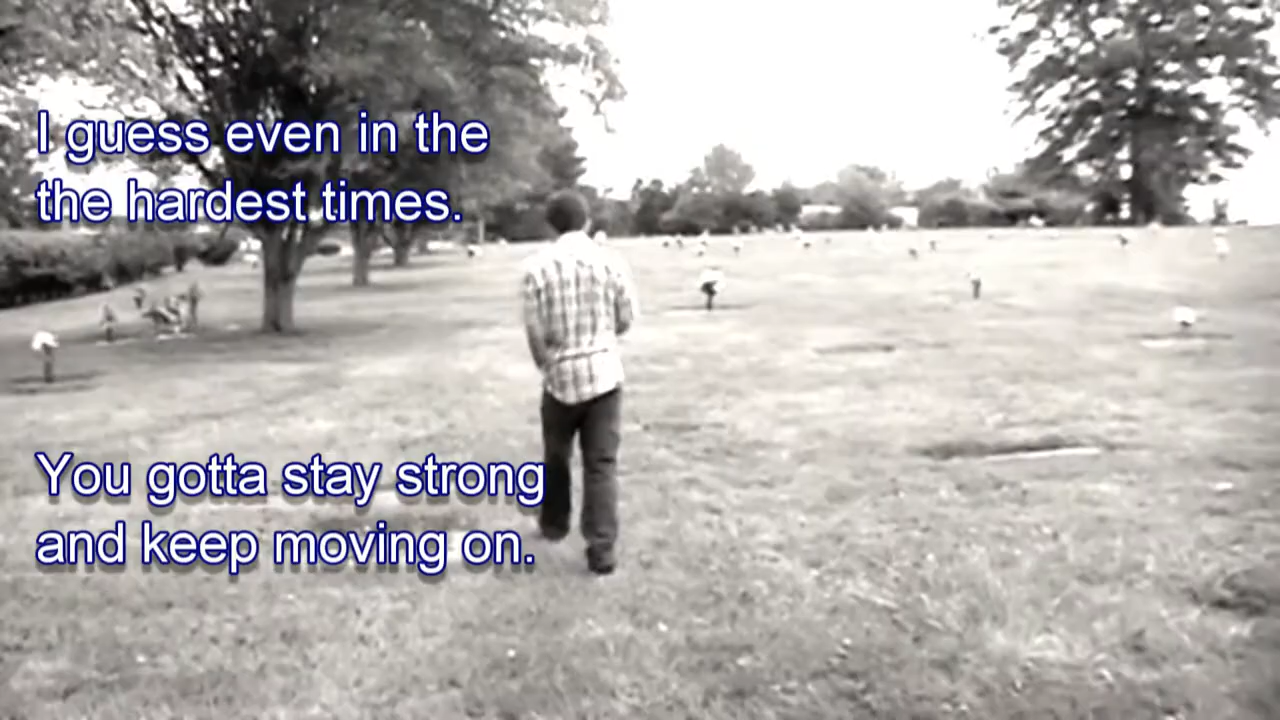 I guess even in the
the hardest times.
You gotta stay strong
and keep moving on.